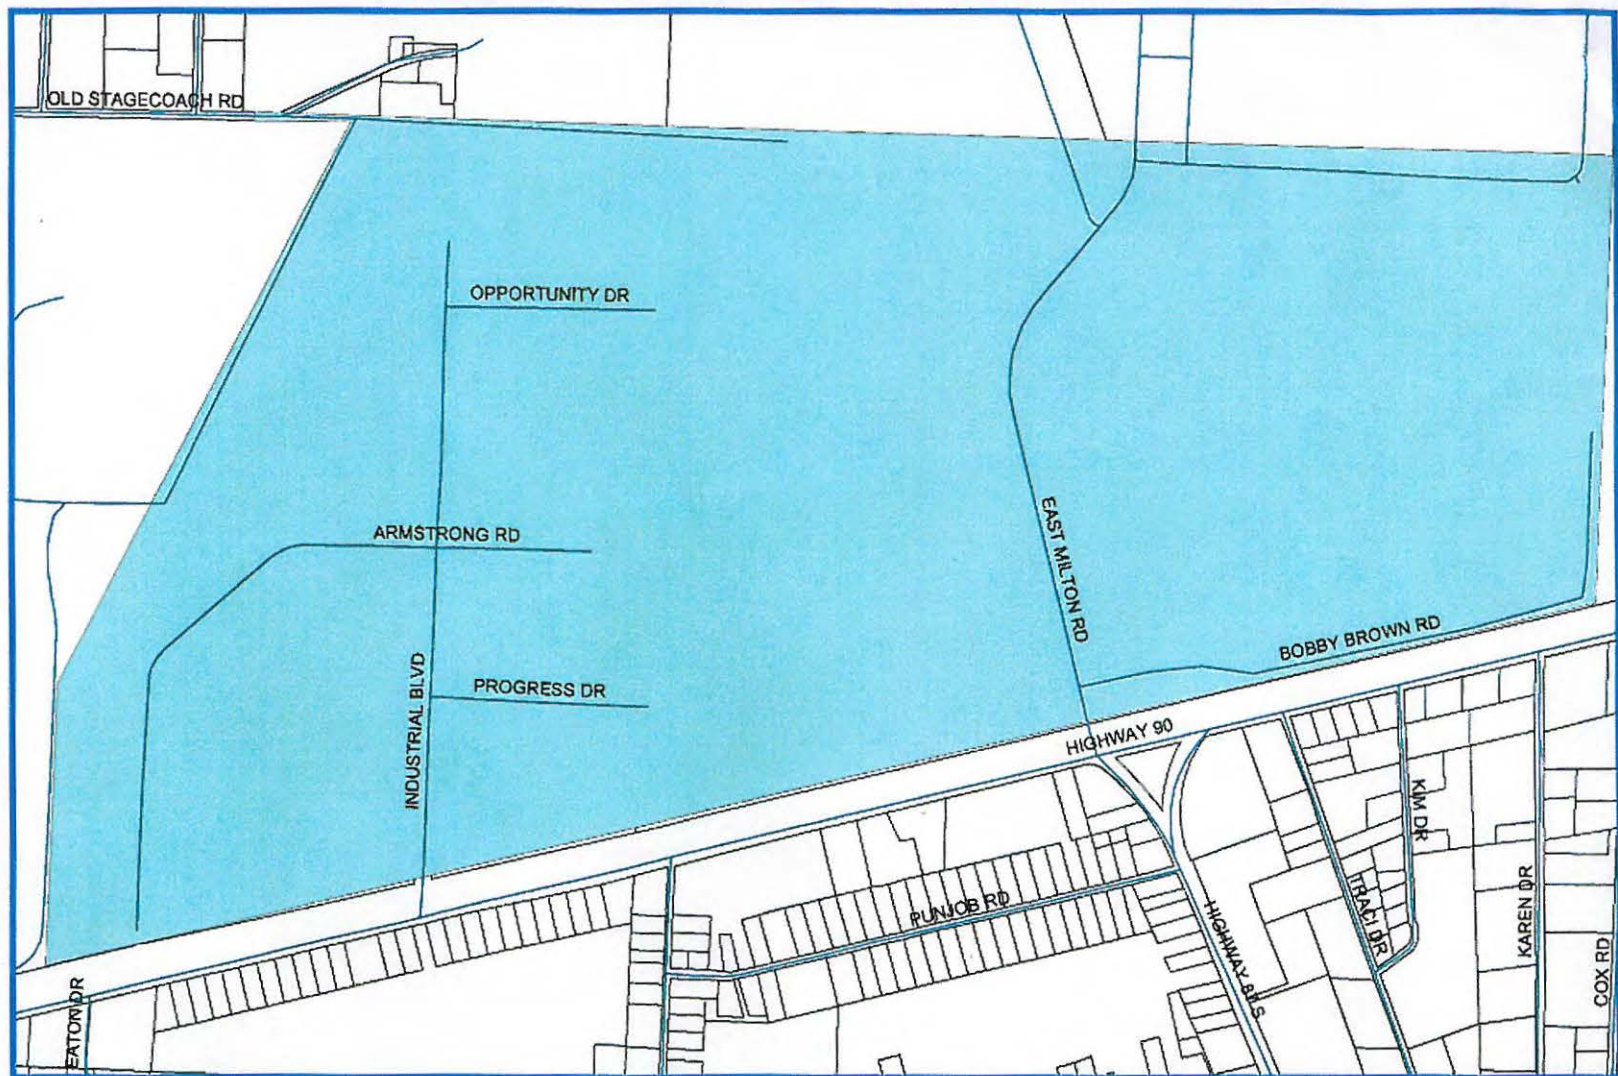 OLD STAGECOACH RD
OPPORTUNITY DR
ARMSTRONG RD
EAST MILTON RD
BOBBY BROWN RD
INDUSTRIAL BLVD
PROGRESS DR
HIGHWAY 90
KIM DR
TRACI DR
KAREN DR
PUNJOB RD
HIGHWAY 87 S
COX RD
EATON DR